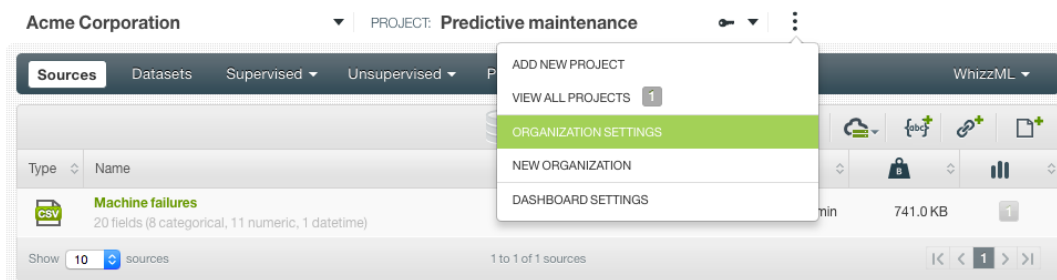 Acme Corporation PROJECT: Predictive maintenance
Sources Datasets Supervised Unsupervised P WhizzML
ADD NEW PROJECT
VIEW ALL PROJECTS 1
ORGANIZATION SETTINGS
NEW ORGANIZATION
DASHBOARD SETTINGS
{abc}
Type Name B
CSV Machine failures
20 fields (8 categorical, 11 numeric, 1 datetime) min 741.0 KB 1
Show 10 sources 1 to 1 of 1 sources 1